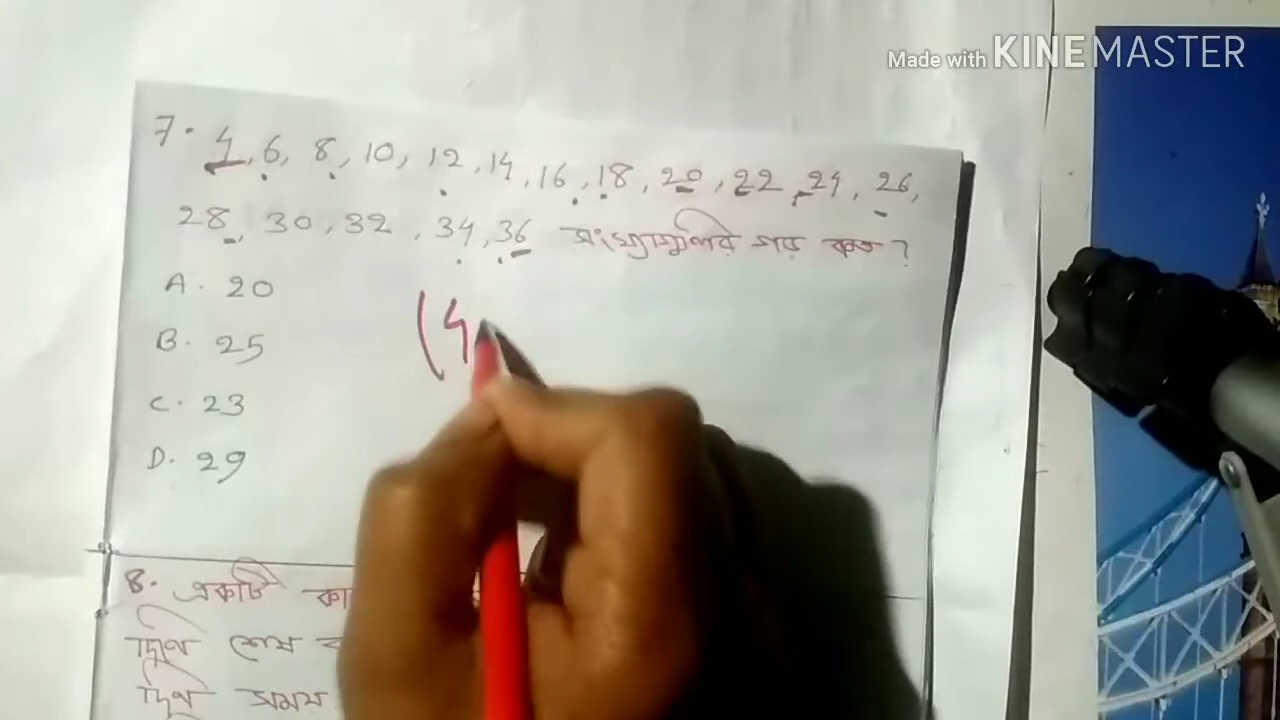 Made with KINEMASTER
7. 4, 6, 8, 10, 12, 14, 16, 18, 20, 22, 24, 26,
28, 30, 32, 34, 36 সংখ্যাগুলির গড় কত?
A. 20
(4
B. 25
C. 23
D. 29
8. একটি কা
দিন শেষ ক
দিন সময়